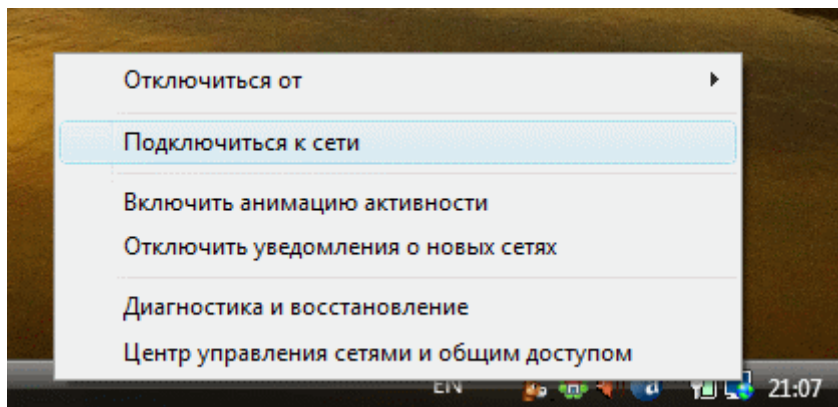 Отключиться от
Подключиться к сети
Включить анимацию активности
Отключить уведомления о новых сетях
Диагностика и восстановление
Центр управления сетями и общим доступом
EN
21:07